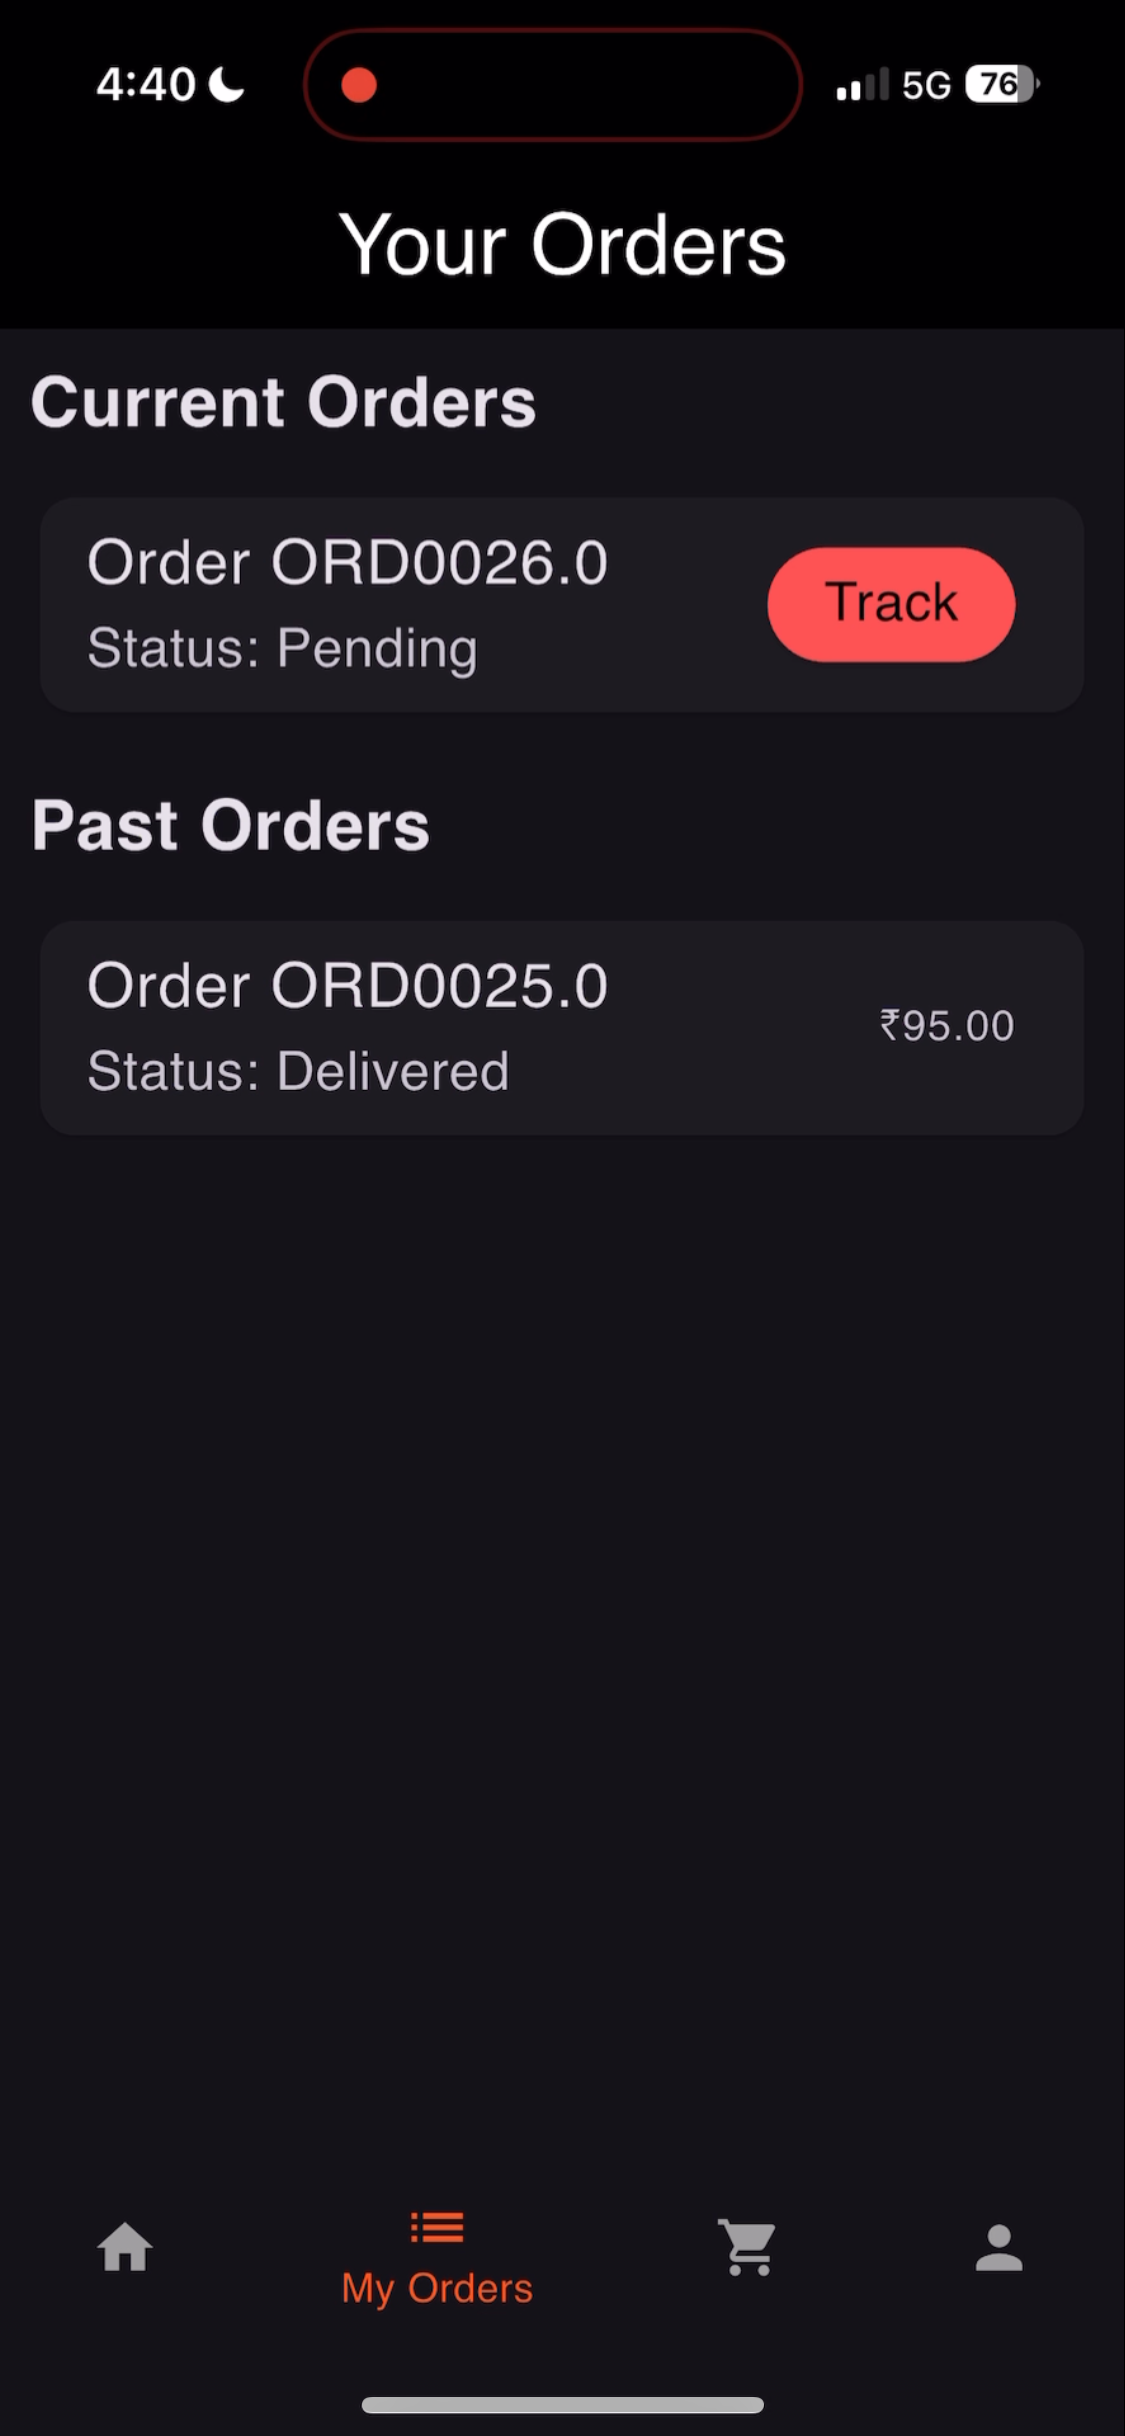 4:40
5G
76
Your Orders
Current Orders
Order ORD0026.0
Status: Pending
Track
Past Orders
Order ORD0025.0
Status: Delivered
₹95.00
My Orders